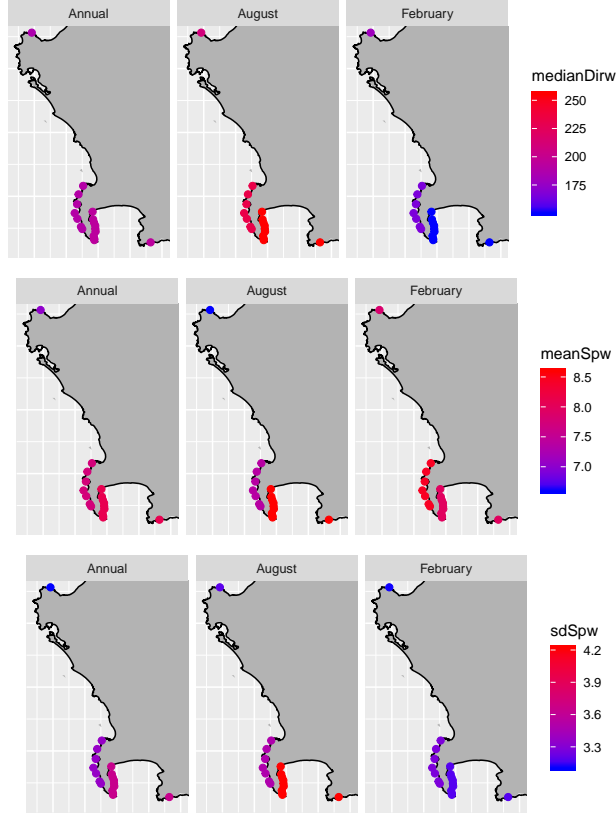 Annual
August
February
medianDirw
250
225
200
175
Annual
August
February
meanSpw
8.5
8.0
7.5
7.0
Annual
August
February
sdSpw
4.2
3.9
3.6
3.3